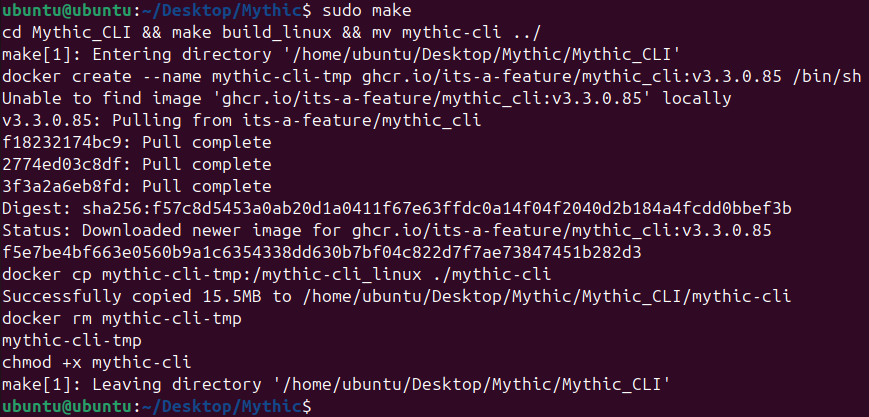 ubuntu@ubuntu:~/Desktop/Mythic$ sudo make
cd Mythic_CLI && make build_linux && mv mythic-cli ../
make[1]: Entering directory '/home/ubuntu/Desktop/Mythic/Mythic_CLI'
docker create --name mythic-cli-tmp ghcr.io/its-a-feature/mythic_cli:v3.3.0.85 /bin/sh
Unable to find image 'ghcr.io/its-a-feature/mythic_cli:v3.3.0.85' locally
v3.3.0.85: Pulling from its-a-feature/mythic_cli
f18232174bc9: Pull complete
2774ed03c8df: Pull complete
3f3a2a6eb8fd: Pull complete
Digest: sha256:f57c8d5453a0ab20d1a0411f67e63ffdc0a14f04f2040d2b184a4fcdd0bbef3b
Status: Downloaded newer image for ghcr.io/its-a-feature/mythic_cli:v3.3.0.85
f5e7be4bf663e0560b9a1c6354338dd630b7bf04c822d7f7ae73847451b282d3
docker cp mythic-cli-tmp:/mythic-cli_linux ./mythic-cli
Successfully copied 15.5MB to /home/ubuntu/Desktop/Mythic/Mythic_CLI/mythic-cli
docker rm mythic-cli-tmp
mythic-cli-tmp
chmod +x mythic-cli
make[1]: Leaving directory '/home/ubuntu/Desktop/Mythic/Mythic_CLI'
ubuntu@ubuntu:~/Desktop/Mythic$